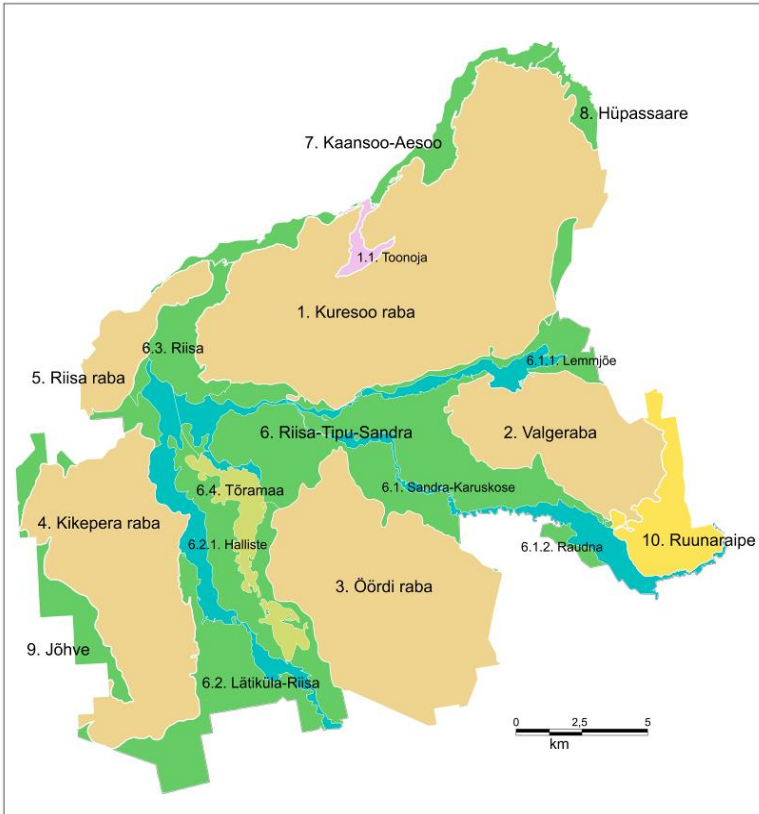 8. Hüpassaare
7. Kaansoo-Aesoo
1.1. Toonoja
1. Kuresoo raba
6.3. Riisa
6.1.1. Lemmjõe
5. Riisa raba
6. Riisa-Tipu-Sandra
2. Valgeraba
6.4. Tõramaa
6.1. Sandra-Karuskose
4. Kikepera raba
6.2.1. Halliste
6.1.2. Raudna
10. Ruunaraipe
3. Öördi raba
9. Jõhve
6.2. Lätiküla-Riisa
0 2,5 5
km